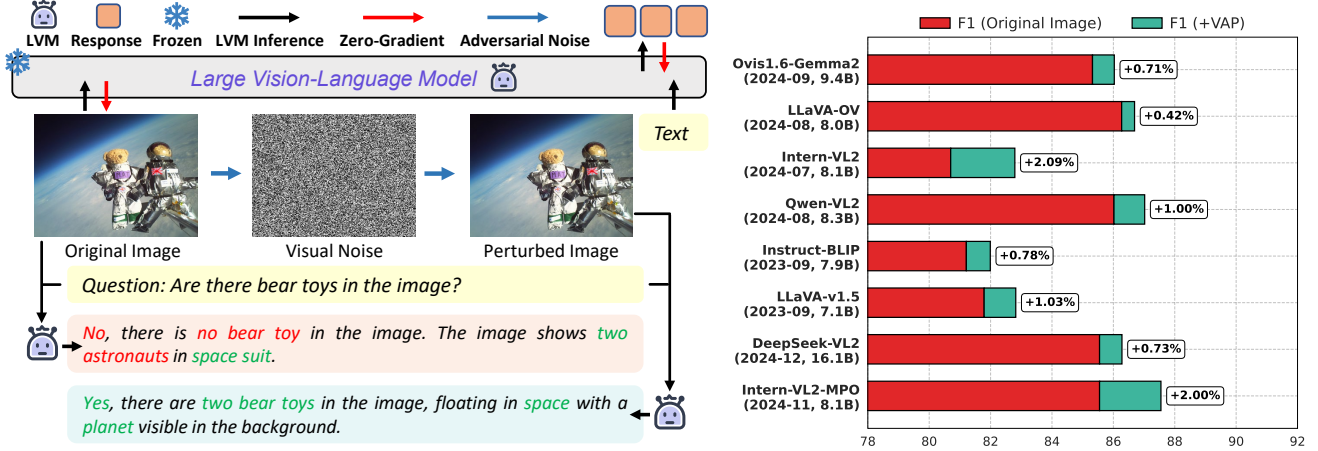 LVM Response Frozen LVM Inference Zero-Gradient Adversarial Noise
Large Vision-Language Model
Text
Original Image Visual Noise Perturbed Image
Question: Are there bear toys in the image?
No, there is no bear toy in the image. The image shows two
astronauts in space suit.
Yes, there are two bear toys in the image, floating in space with a
planet visible in the background.
F1 (Original Image) F1 (+VAP)
Ovis1.6-Gemma2
(2024-09, 9.4B)
+0.71%
LLaVA-OV
(2024-08, 8.0B)
+0.42%
Intern-VL2
(2024-07, 8.1B)
+2.09%
Qwen-VL2
(2024-08, 8.3B)
+1.00%
Instruct-BLIP
(2023-09, 7.9B)
+0.78%
LLaVA-v1.5
(2023-09, 7.1B)
+1.03%
DeepSeek-VL2
(2024-12, 16.1B)
+0.73%
Intern-VL2-MPO
(2024-11, 8.1B)
+2.00%
78 80 82 84 86 88 90 92